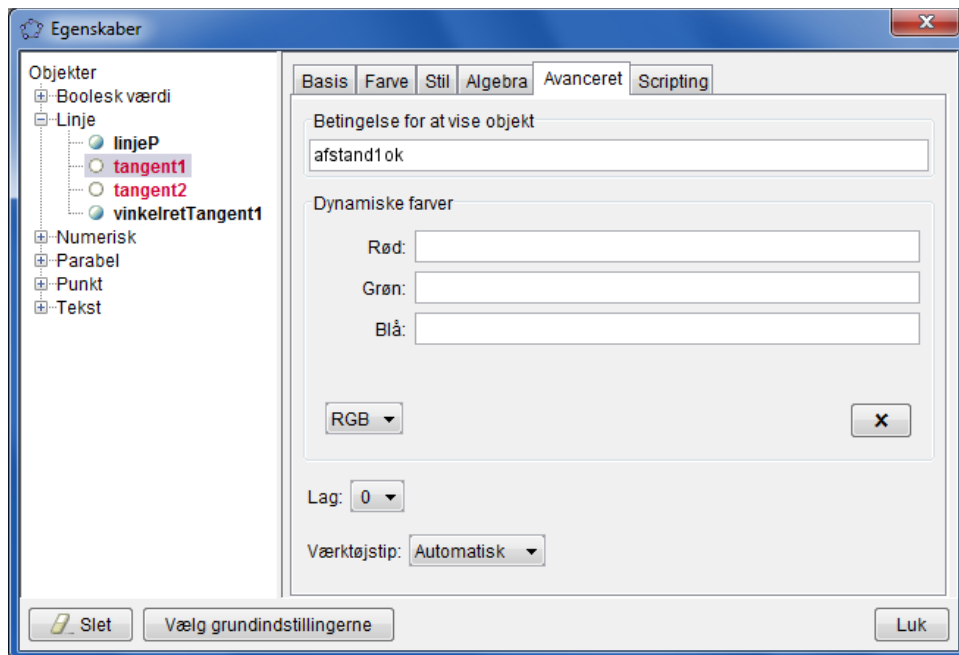 Egenskaber
Objekter
Boolesk værdi
Linje
linjeP
tangent1
tangent2
vinkelretTangent1
Numerisk
Parabel
Punkt
Tekst
Basis Farve Stil Algebra Avanceret Scripting
Betingelse for at vise objekt
afstand1ok
Dynamiske farver
Rød:
Grøn:
Blå:
RGB
Lag: 0
Værktøjstip: Automatisk
Slet Vælg grundindstillingerne Luk